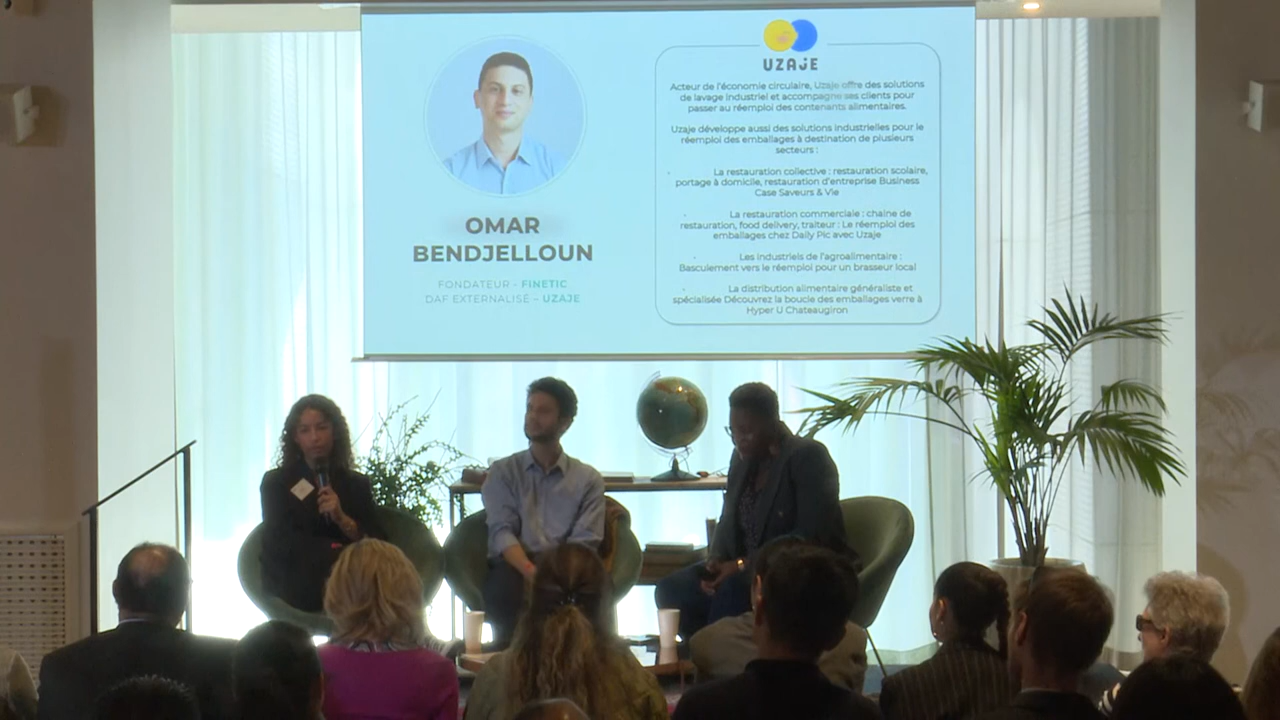 OMAR
BENDJELLOUN
FONDATEUR - FINETIC
DAF EXTERNALISÉ – UZAJE
UZAJE
Acteur de l'économie circulaire, Uzaje offre des solutions
de lavage industriel et accompagne ses clients pour
passer au réemploi des contenants alimentaires.
Uzaje développe aussi des solutions industrielles pour le
réemploi des emballages à destination de plusieurs
secteurs :
· La restauration collective : restauration scolaire,
portage à domicile, restauration d'entreprise Business
Case Saveurs & Vie
· La restauration commerciale : chaine de
restauration, food delivery, traiteur : Le réemploi des
emballages chez Daily Pic avec Uzaje
· Les industriels de l'agroalimentaire :
Basculement vers le réemploi pour un brasseur local
· La distribution alimentaire généraliste et
spécialisée Découvrez la boucle des emballages verre à
Hyper U Chateaugiron